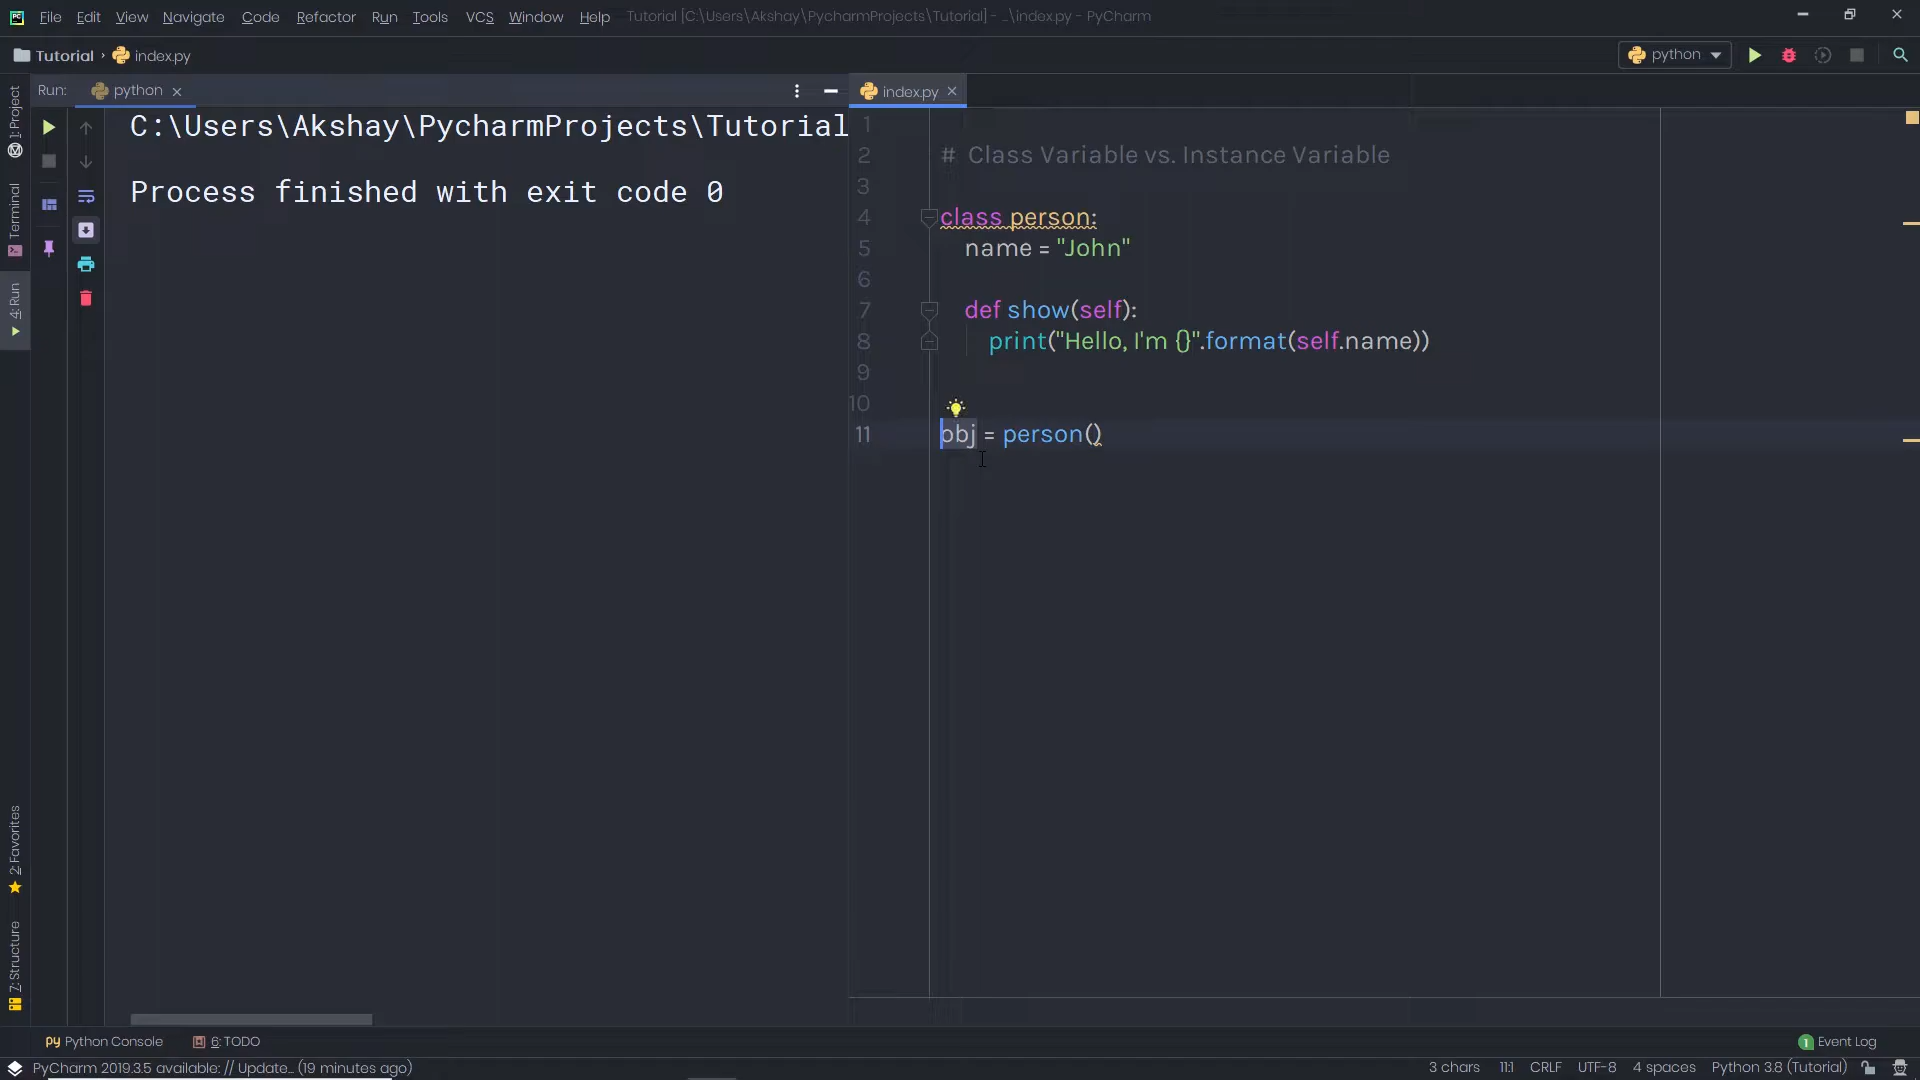 File Edit View Navigate Code Refactor Run Tools VCS Window Help Tutorial [C:\Users\Akshay\PycharmProjects\Tutorial] - ...\index.py - PyCharm
Tutorial › index.py
python
Run: python
index.py
1: Project
Terminal
4: Run
2: Favorites
7: Structure
C:\Users\Akshay\PycharmProjects\Tutorial
Process finished with exit code 0
1
2 # Class Variable vs. Instance Variable
3
4 class person:
5 name = "John"
6
7 def show(self):
8 print("Hello, I'm {}".format(self.name))
9
10
11 obj = person()
Python Console 6: TODO 1 Event Log
PyCharm 2019.3.5 available: // Update... (19 minutes ago) 3 chars 11:1 CRLF UTF-8 4 spaces Python 3.8 (Tutorial)